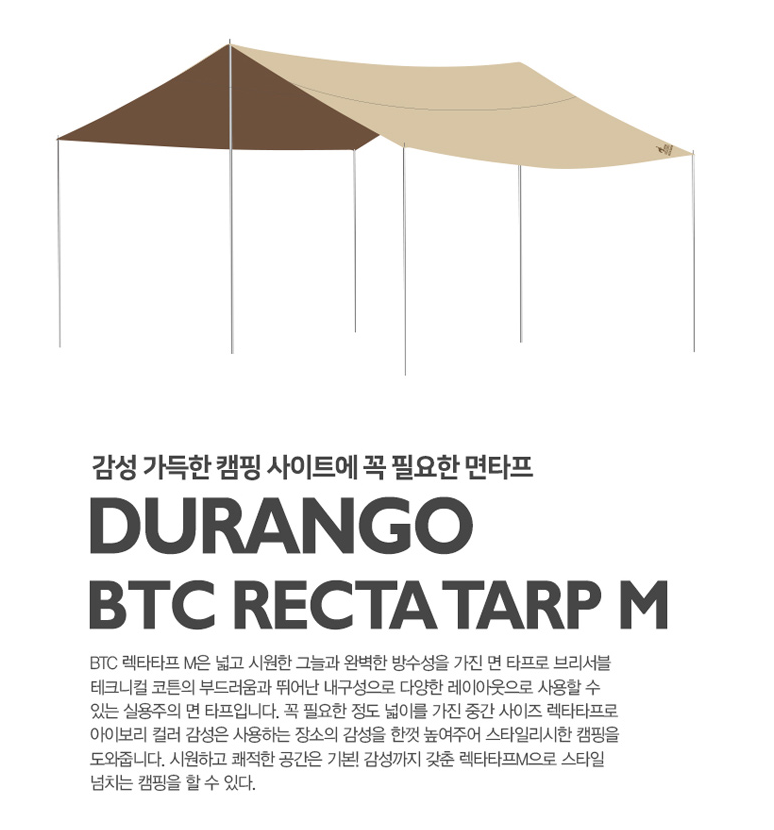 감성 가득한 캠핑 사이트에 꼭 필요한 면타프
DURANGO
BTC RECTA TARP M
BTC 렉타타프 M은 넓고 시원한 그늘과 완벽한 방수성을 가진 면 타프로 브리서블
테크니컬 코튼의 부드러움과 뛰어난 내구성으로 다양한 레이아웃으로 사용할 수
있는 실용주의 면 타프입니다. 꼭 필요한 정도 넓이를 가진 중간 사이즈 렉타타프로
아이보리 컬러 감성은 사용하는 장소의 감성을 한껏 높여주어 스타일리시한 캠핑을
도와줍니다. 시원하고 쾌적한 공간은 기본! 감성까지 갖춘 렉타타프M으로 스타일
넘치는 캠핑을 할 수 있다.